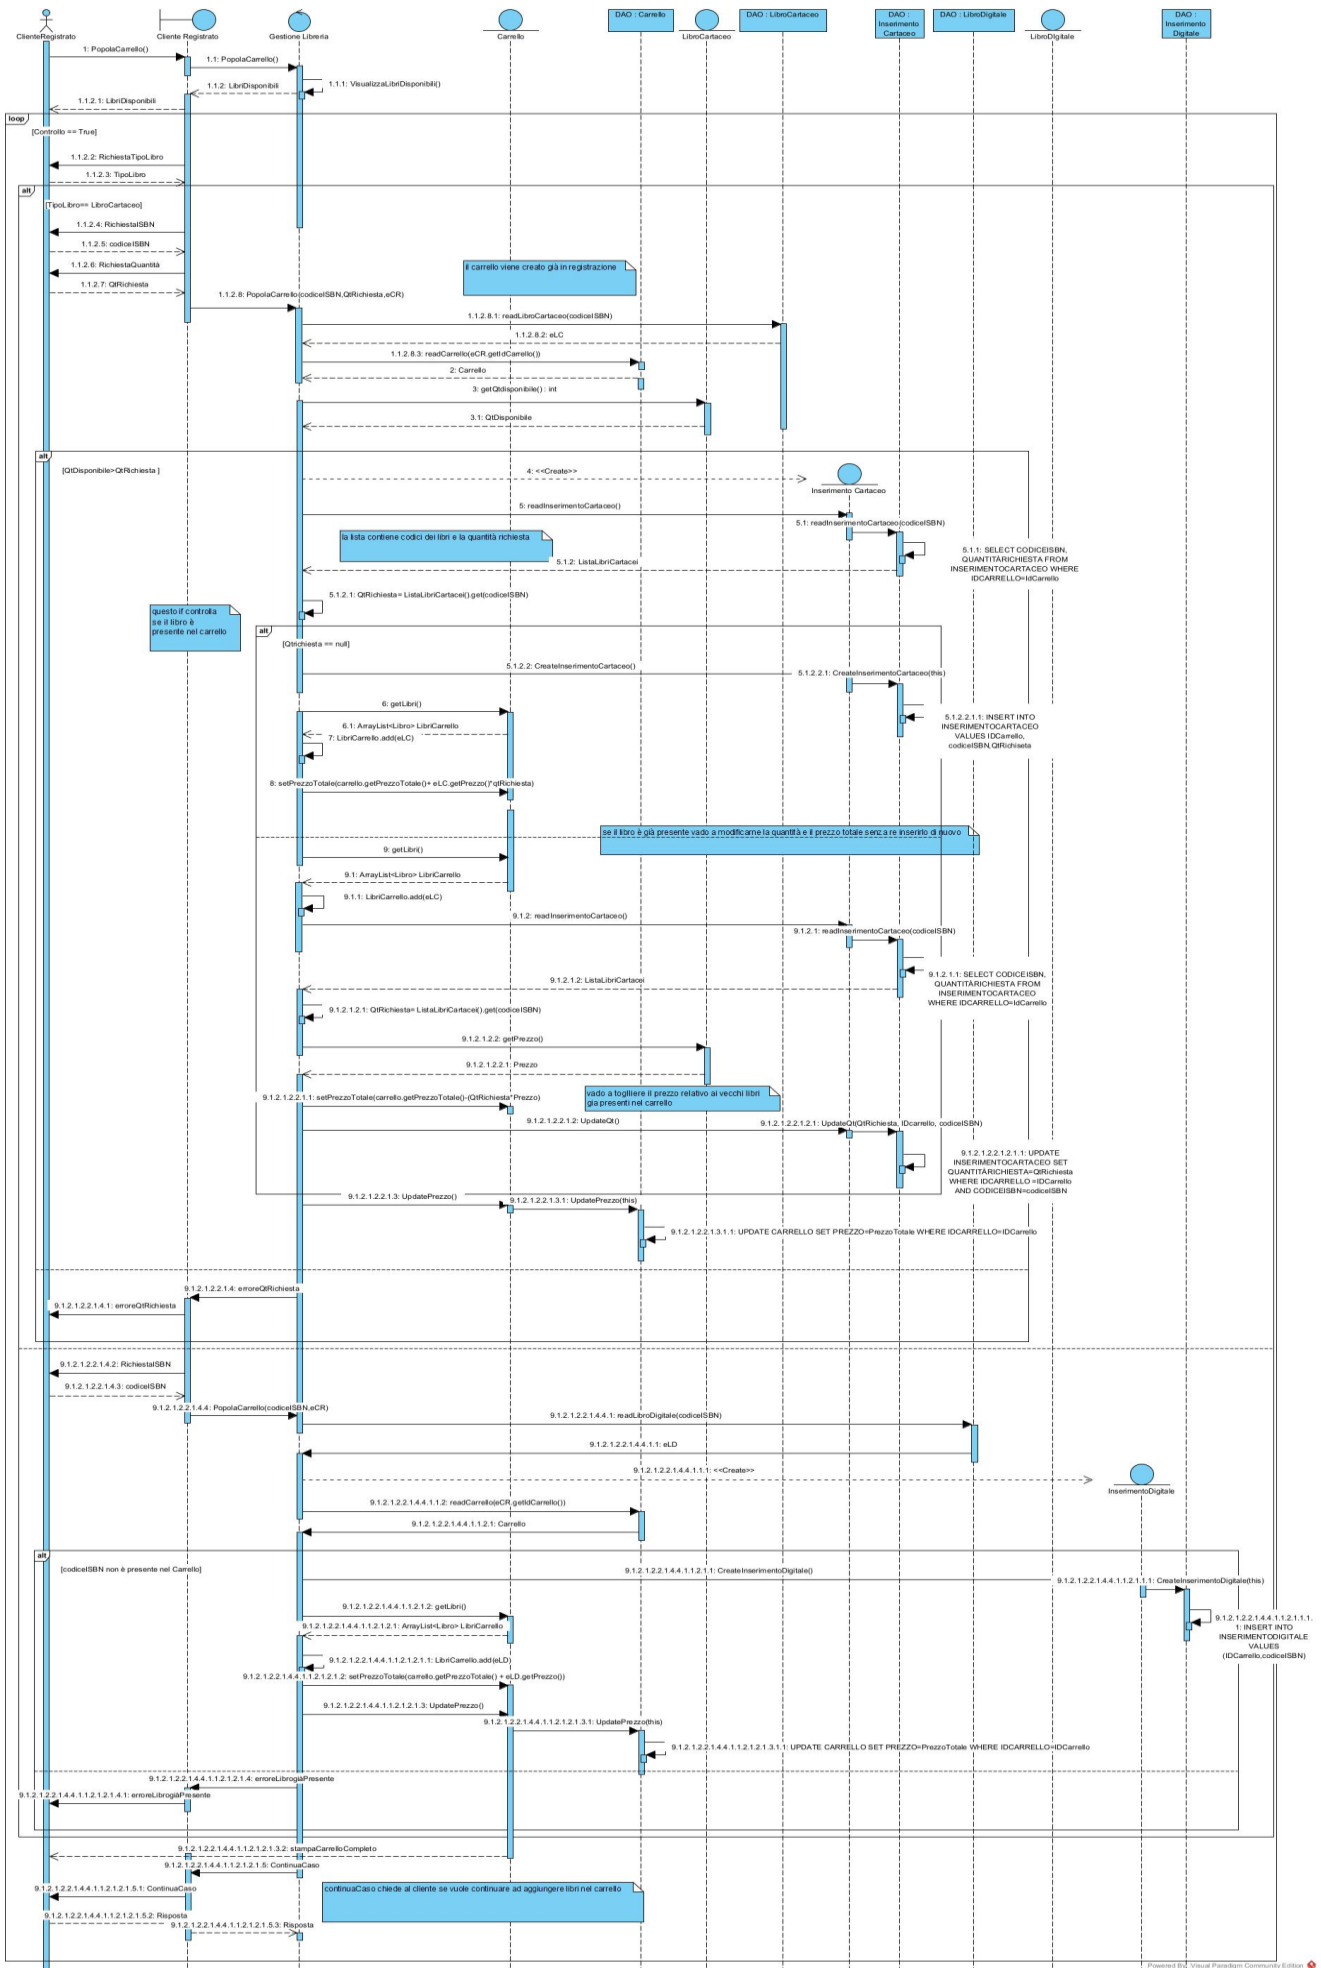 ClienteRegistrato
Cliente Registrato
Gestione Libreria
Carrello
DAO : Carrello
LibroCartaceo
DAO : LibroCartaceo
DAO :
Inserimento
Cartaceo
DAO : LibroDigitale
LibroDIgitale
DAO :
Inserimento
Digitale
1: PopolaCarrello()
1.1: PopolaCarrello()
1.1.1: VisualizzaLibriDisponibili()
1.1.2: LibriDisponibili
1.1.2.1: LibriDisponibili
loop
[Controllo == True]
1.1.2.2: RichiestaTipoLibro
1.1.2.3: TipoLibro
alt
[TipoLibro== LibroCartaceo]
1.1.2.4: RichiestaISBN
1.1.2.5: codiceISBN
1.1.2.6: RichiestaQuantità
il carrello viene creato già in registrazione
1.1.2.7: QtRichiesta
1.1.2.8: PopolaCarrello(codiceISBN,QtRichiesta,eCR)
1.1.2.8.1: readLibroCartaceo(codiceISBN)
1.1.2.8.2: eLC
1.1.2.8.3: readCarrello(eCR.getIdCarrello())
2: Carrello
3: getQtdisponibile() : int
3.1: QtDisponibile
alt
[QtDisponibile>QtRichiesta ]
4: <<Create>>
Inserimento Cartaceo
5: readInserimentoCartaceo()
5.1: readInserimentoCartaceo(codiceISBN)
la lista contiene codici dei libri e la quantità richiesta
5.1.1: SELECT CODICEISBN,
QUANTITÀRICHIESTA FROM
INSERIMENTOCARTACEO WHERE
IDCARRELLO=IdCarrello
5.1.2: ListaLibriCartacei
5.1.2.1: QtRichiesta= ListaLibriCartacei().get(codiceISBN)
questo if controlla
se il libro è
presente nel carrello
alt
[Qtrichiesta == null]
5.1.2.2: CreateInserimentoCartaceo()
5.1.2.2.1: CreateInserimentoCartaceo(this)
6: getLibri()
5.1.2.2.1.1: INSERT INTO
INSERIMENTOCARTACEO
VALUES IDCarrello,
codiceISBN,QtRichiseta
6.1: ArrayList<Libro> LibriCarrello
7: LibriCarrello.add(eLC)
8: setPrezzoTotale(carrello.getPrezzoTotale()+ eLC.getPrezzo()*qtRichiesta)
se il libro è già presente vado a modificarne la quantità e il prezzo totale senza re inserirlo di nuovo
9: getLibri()
9.1: ArrayList<Libro> LibriCarrello
9.1.1: LibriCarrello.add(eLC)
9.1.2: readInserimentoCartaceo()
9.1.2.1: readInserimentoCartaceo(codiceISBN)
9.1.2.1.1: SELECT CODICEISBN,
QUANTITÀRICHIESTA FROM
INSERIMENTOCARTACEO
WHERE IDCARRELLO=IdCarrello
9.1.2.1.2: ListaLibriCartacei
9.1.2.1.2.1: QtRichiesta= ListaLibriCartacei().get(codiceISBN)
9.1.2.1.2.2: getPrezzo()
9.1.2.1.2.2.1: Prezzo
vado a toglliere il prezzo relativo ai vecchi libri
gia presenti nel carrello
9.1.2.1.2.2.1.1: setPrezzoTotale(carrello.getPrezzoTotale()-(QtRichiesta*Prezzo)
9.1.2.1.2.2.1.2: UpdateQt()
9.1.2.1.2.2.1.2.1: UpdateQt(QtRichiesta, IDcarrello, codiceISBN)
9.1.2.1.2.2.1.2.1.1: UPDATE
INSERIMENTOCARTACEO SET
QUANTITÀRICHIESTA=QtRichiesta
WHERE IDCARRELLO =IDCarrello
AND CODICEISBN=codiceISBN
9.1.2.1.2.2.1.3: UpdatePrezzo()
9.1.2.1.2.2.1.3.1: UpdatePrezzo(this)
9.1.2.1.2.2.1.3.1.1: UPDATE CARRELLO SET PREZZO=PrezzoTotale WHERE IDCARRELLO=IDCarrello
9.1.2.1.2.2.1.4: erroreQtRichiesta
9.1.2.1.2.2.1.4.1: erroreQtRichiesta
9.1.2.1.2.2.1.4.2: RichiestaISBN
9.1.2.1.2.2.1.4.3: codiceISBN
9.1.2.1.2.2.1.4.4: PopolaCarrello(codiceISBN,eCR)
9.1.2.1.2.2.1.4.4.1: readLibroDigitale(codiceISBN)
9.1.2.1.2.2.1.4.4.1.1: eLD
9.1.2.1.2.2.1.4.4.1.1.1: <<Create>>
InserimentoDigitale
9.1.2.1.2.2.1.4.4.1.1.2: readCarrello(eCR.getIdCarrello())
9.1.2.1.2.2.1.4.4.1.1.2.1: Carrello
alt
[codiceISBN non è presente nel Carrello]
9.1.2.1.2.2.1.4.4.1.1.2.1.1: CreateInserimentoDigitale()
9.1.2.1.2.2.1.4.4.1.1.2.1.1.1: CreateInserimentoDigitale(this)
9.1.2.1.2.2.1.4.4.1.1.2.1.2: getLibri()
9.1.2.1.2.2.1.4.4.1.1.2.1.1.1.
1: INSERT INTO
INSERIMENTODIGITALE
VALUES
(IDCarrello,codiceISBN)
9.1.2.1.2.2.1.4.4.1.1.2.1.2.1: ArrayList<Libro> LibriCarrello
9.1.2.1.2.2.1.4.4.1.1.2.1.2.1.1: LibriCarrello.add(eLD)
9.1.2.1.2.2.1.4.4.1.1.2.1.2.1.2: setPrezzoTotale(carrello.getPrezzoTotale() + eLD.getPrezzo())
9.1.2.1.2.2.1.4.4.1.1.2.1.2.1.3: UpdatePrezzo()
9.1.2.1.2.2.1.4.4.1.1.2.1.2.1.3.1: UpdatePrezzo(this)
9.1.2.1.2.2.1.4.4.1.1.2.1.2.1.3.1.1: UPDATE CARRELLO SET PREZZO=PrezzoTotale WHERE IDCARRELLO=IDCarrello
9.1.2.1.2.2.1.4.4.1.1.2.1.2.1.4: erroreLibrogiàPresente
9.1.2.1.2.2.1.4.4.1.1.2.1.2.1.4.1: erroreLibrogiàPresente
9.1.2.1.2.2.1.4.4.1.1.2.1.2.1.3.2: stampaCarrelloCompleto
9.1.2.1.2.2.1.4.4.1.1.2.1.2.1.5: ContinuaCaso
9.1.2.1.2.2.1.4.4.1.1.2.1.2.1.5.1: ContinuaCaso
continuaCaso chiede al cliente se vuole continuare ad aggiungere libri nel carrello
9.1.2.1.2.2.1.4.4.1.1.2.1.2.1.5.2: Risposta
9.1.2.1.2.2.1.4.4.1.1.2.1.2.1.5.3: Risposta
Powered By Visual Paradigm Community Edition